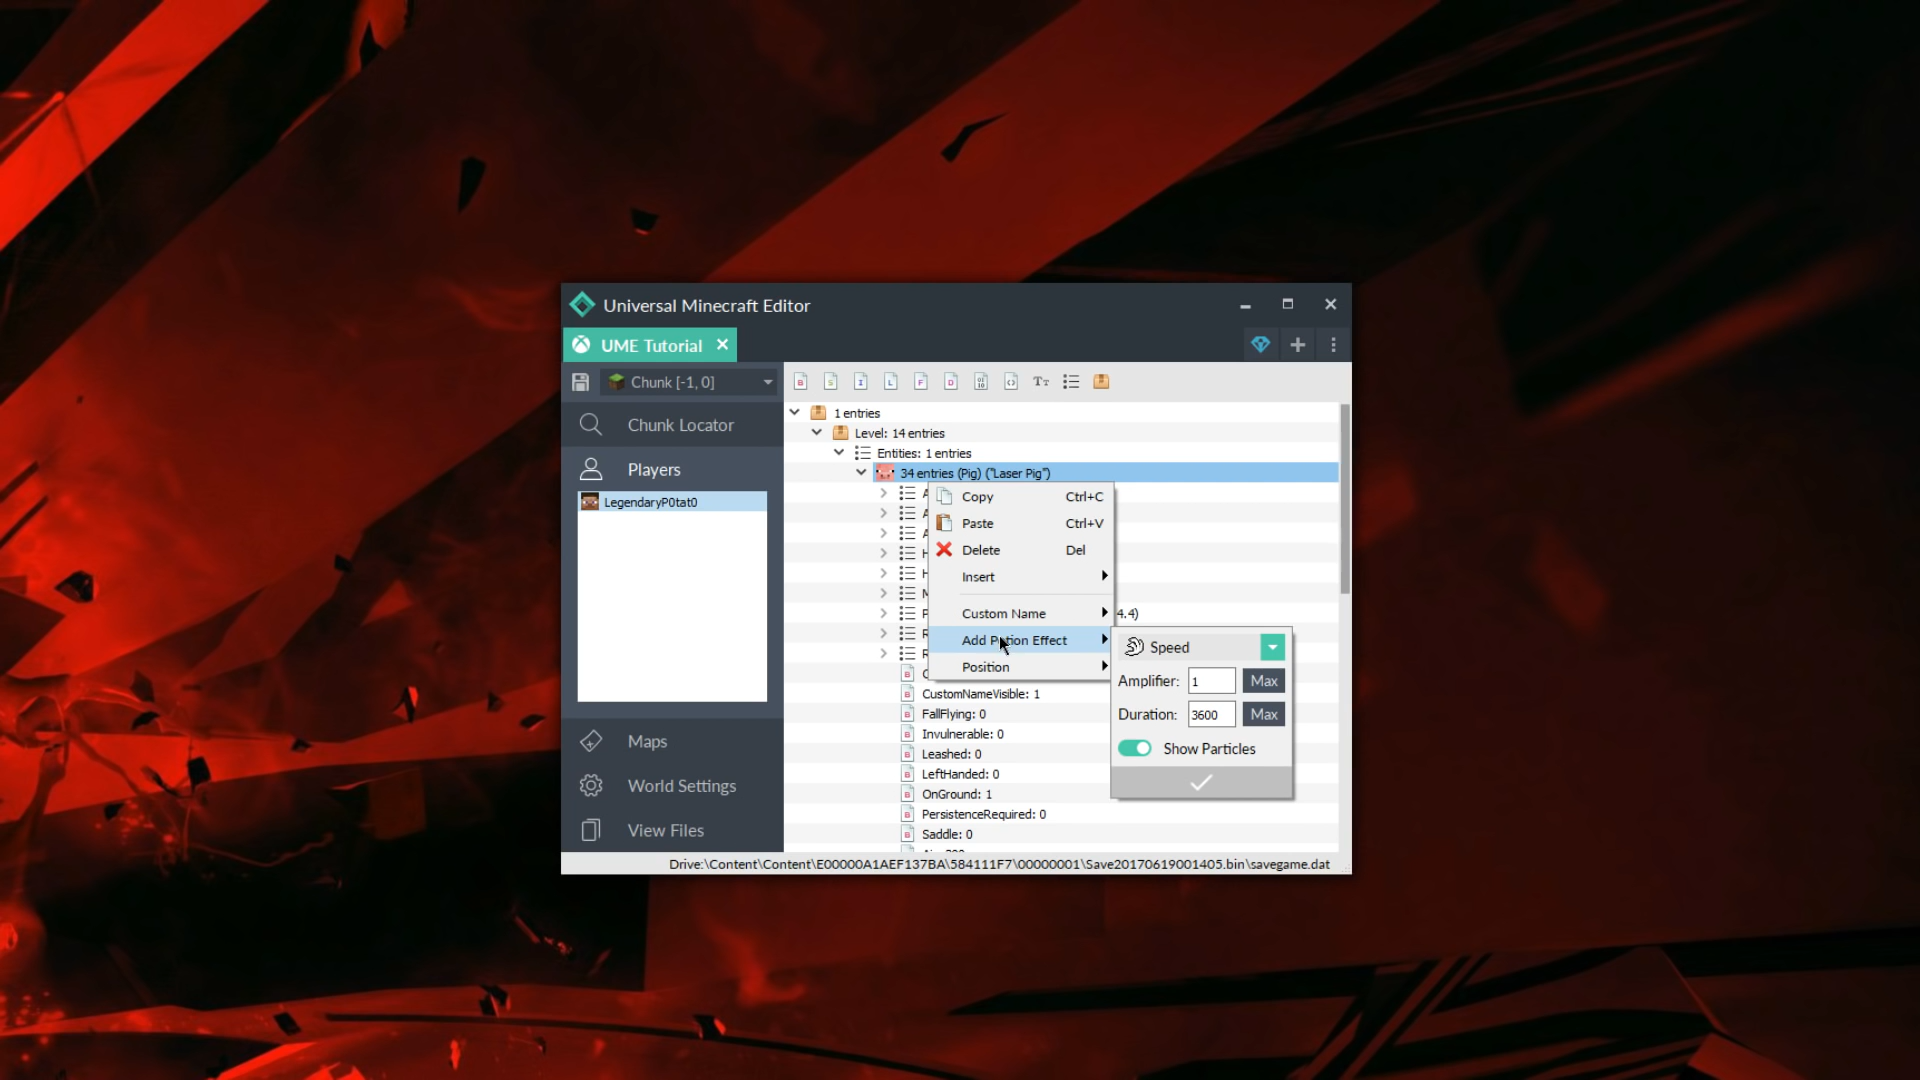 Universal Minecraft Editor
UME Tutorial
Chunk [-1, 0]
B S I L F D Tт
Chunk Locator
Players
LegendaryP0tat0
Maps
World Settings
View Files
1 entries
Level: 14 entries
Entities: 1 entries
34 entries (Pig) ("Laser Pig")
Copy Ctrl+C
Paste Ctrl+V
Delete Del
Insert
Custom Name
4.4)
Add Potion Effect
Position
Speed
Amplifier: 1 Max
Duration: 3600 Max
Show Particles
CustomNameVisible: 1
FallFlying: 0
Invulnerable: 0
Leashed: 0
LeftHanded: 0
OnGround: 1
PersistenceRequired: 0
Saddle: 0
Drive:\Content\Content\E00000A1AEF137BA\584111F7\00000001\Save20170619001405.bin\savegame.dat